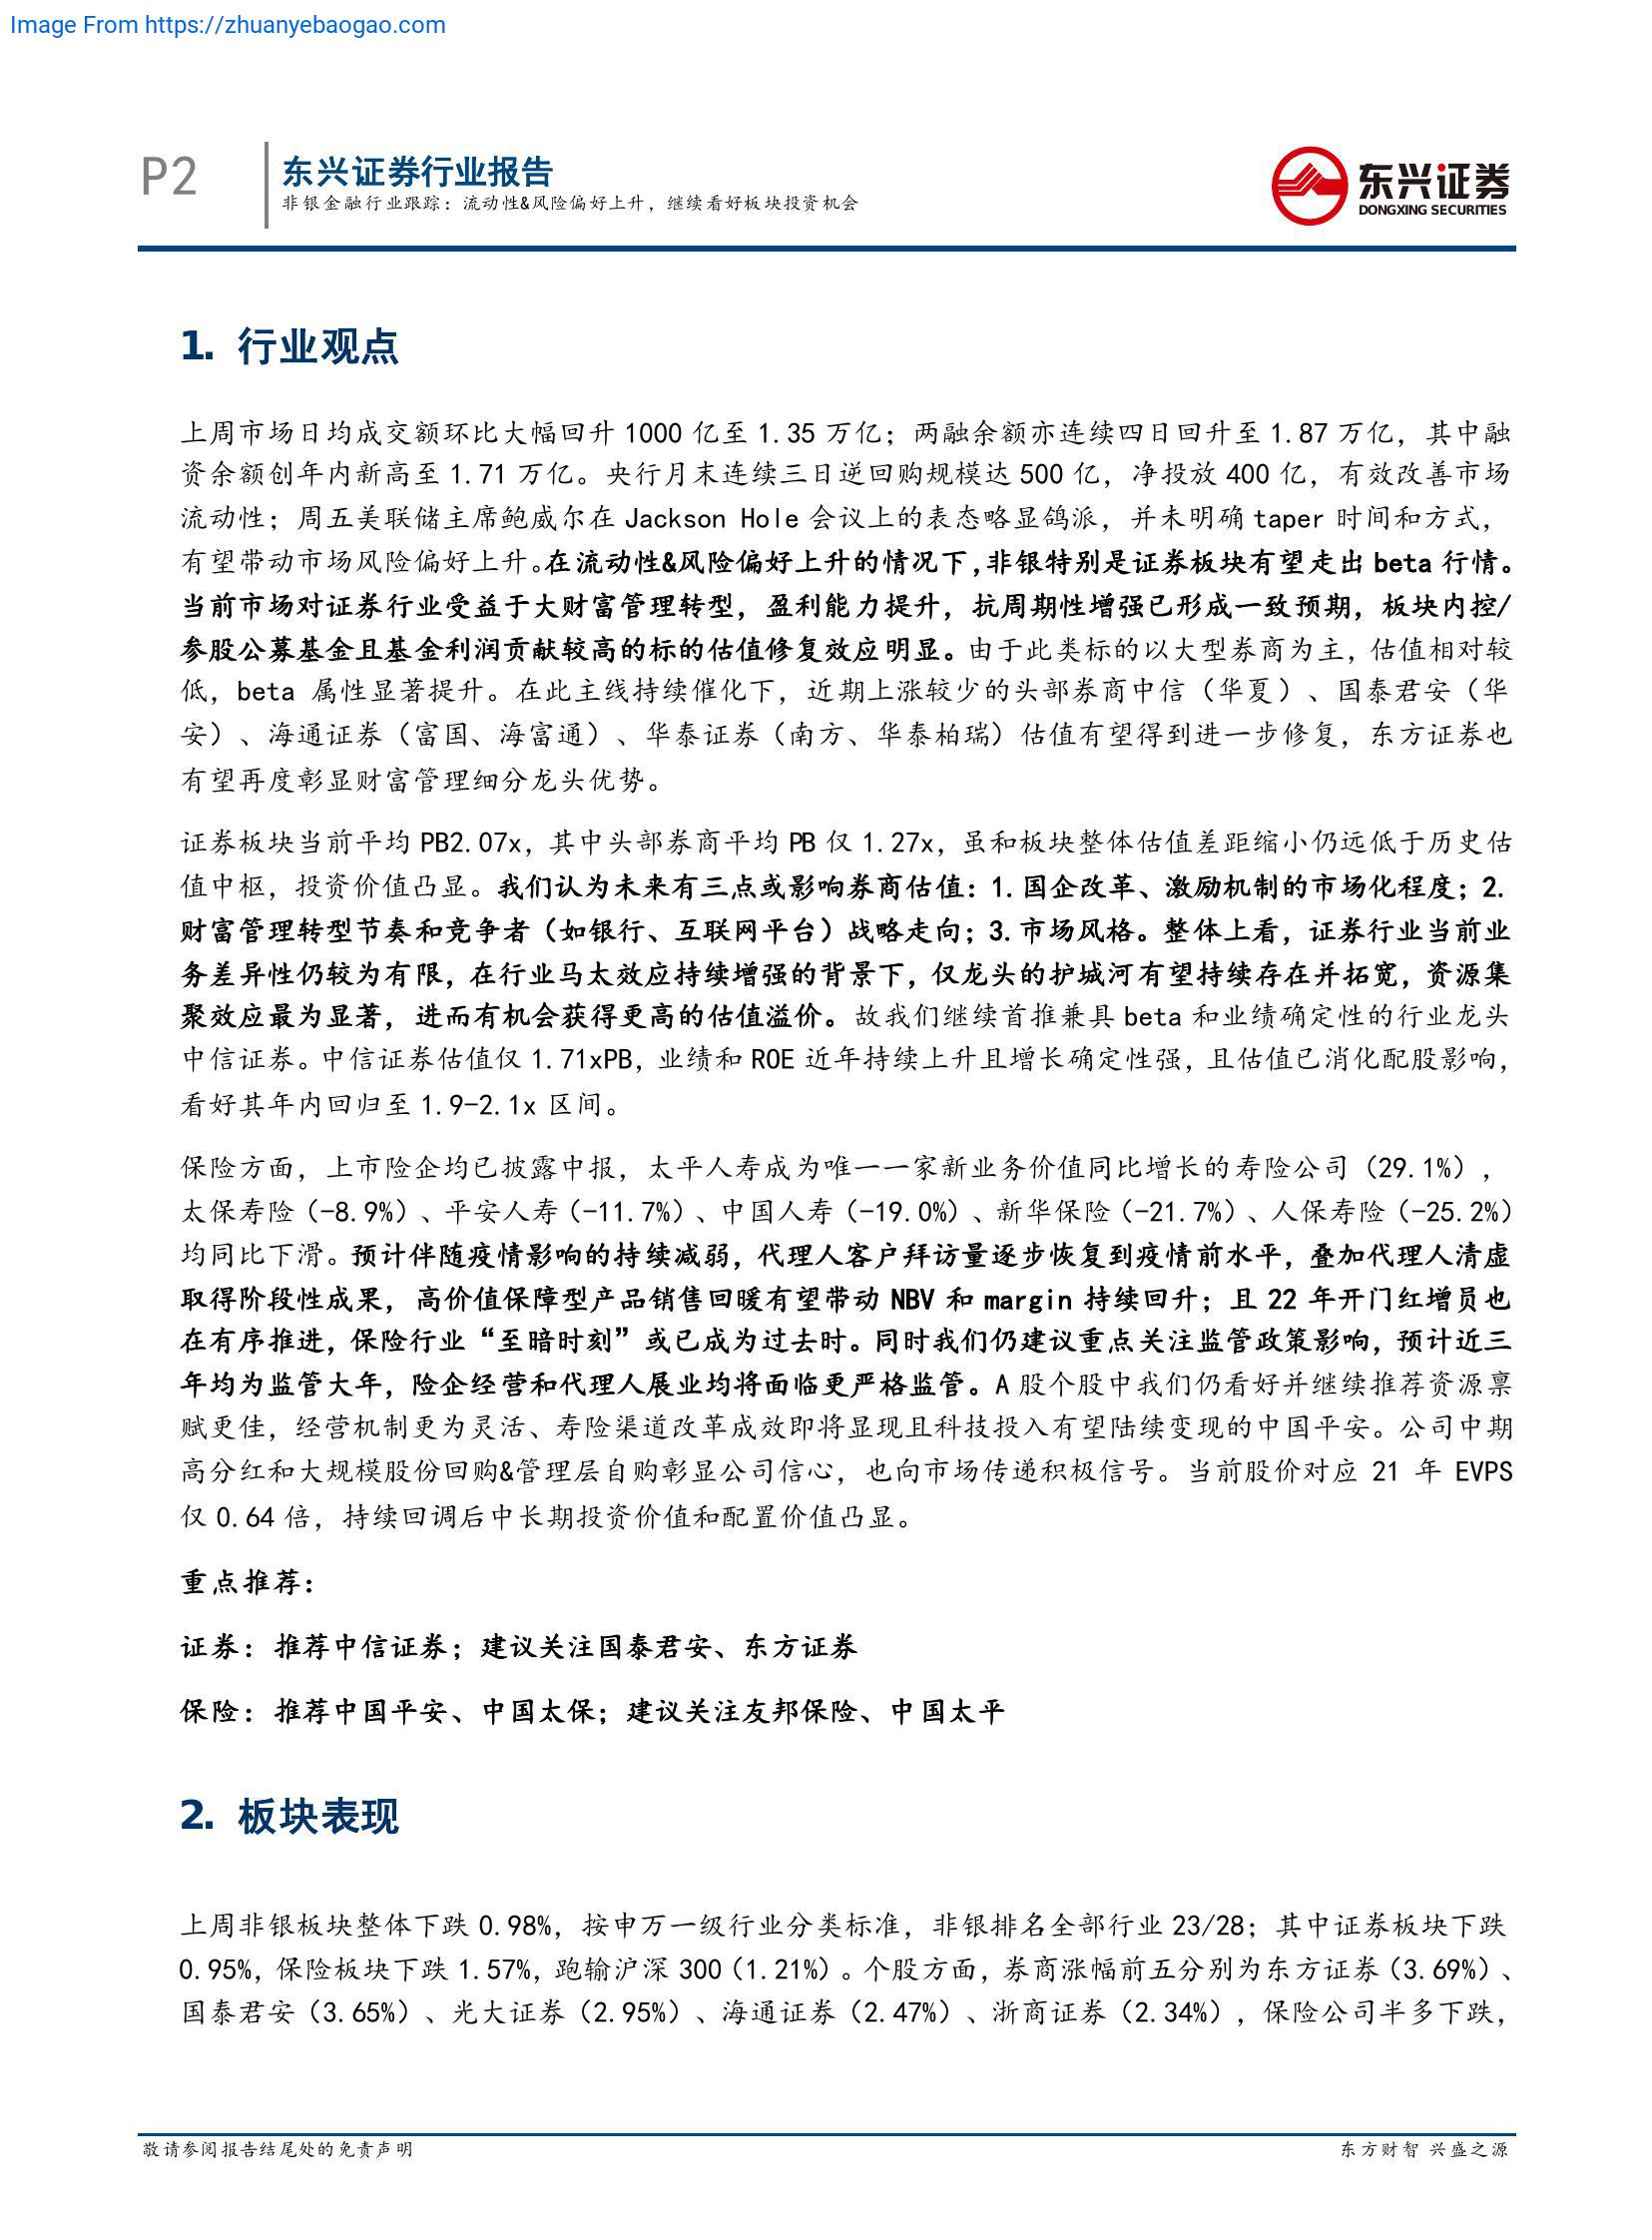 Image From https://zhuanyebaogao.com
P2
东兴证券行业报告
非银金融行业跟踪：流动性&风险偏好上升，继续看好板块投资机会
东兴证券
DONGXING SECURITIES
1. 行业观点
上周市场日均成交额环比大幅回升 1000 亿至 1.35 万亿；两融余额亦连续四日回升至 1.87 万亿，其中融
资余额创年内新高至 1.71 万亿。央行月末连续三日逆回购规模达 500 亿，净投放 400 亿，有效改善市场
流动性；周五美联储主席鲍威尔在 Jackson Hole 会议上的表态略显鸽派，并未明确 taper 时间和方式，
有望带动市场风险偏好上升。在流动性&风险偏好上升的情况下，非银特别是证券板块有望走出 beta 行情。
当前市场对证券行业受益于大财富管理转型，盈利能力提升，抗周期性增强已形成一致预期，板块内控/
参股公募基金且基金利润贡献较高的标的估值修复效应明显。由于此类标的以大型券商为主，估值相对较
低，beta 属性显著提升。在此主线持续催化下，近期上涨较少的头部券商中信（华夏）、国泰君安（华
安）、海通证券（富国、海富通）、华泰证券（南方、华泰柏瑞）估值有望得到进一步修复，东方证券也
有望再度彰显财富管理细分龙头优势。
证券板块当前平均 PB2.07x，其中头部券商平均 PB 仅 1.27x，虽和板块整体估值差距缩小仍远低于历史估
值中枢，投资价值凸显。我们认为未来有三点或影响券商估值：1.国企改革、激励机制的市场化程度；2.
财富管理转型节奏和竞争者（如银行、互联网平台）战略走向；3.市场风格。整体上看，证券行业当前业
务差异性仍较为有限，在行业马太效应持续增强的背景下，仅龙头的护城河有望持续存在并拓宽，资源集
聚效应最为显著，进而有机会获得更高的估值溢价。故我们继续首推兼具 beta 和业绩确定性的行业龙头
中信证券。中信证券估值仅 1.71xPB，业绩和 ROE 近年持续上升且增长确定性强，且估值已消化配股影响，
看好其年内回归至 1.9-2.1x 区间。
保险方面，上市险企均已披露中报，太平人寿成为唯一一家新业务价值同比增长的寿险公司（29.1%），
太保寿险（-8.9%）、平安人寿（-11.7%）、中国人寿（-19.0%）、新华保险（-21.7%）、人保寿险（-25.2%）
均同比下滑。预计伴随疫情影响的持续减弱，代理人客户拜访量逐步恢复到疫情前水平，叠加代理人清虚
取得阶段性成果，高价值保障型产品销售回暖有望带动 NBV 和 margin 持续回升；且 22 年开门红增员也
在有序推进，保险行业“至暗时刻”或已成为过去时。同时我们仍建议重点关注监管政策影响，预计近三
年均为监管大年，险企经营和代理人展业均将面临更严格监管。A 股个股中我们仍看好并继续推荐资源禀
赋更佳，经营机制更为灵活、寿险渠道改革成效即将显现且科技投入有望陆续变现的中国平安。公司中期
高分红和大规模股份回购&管理层自购彰显公司信心，也向市场传递积极信号。当前股价对应 21 年 EVPS
仅 0.64 倍，持续回调后中长期投资价值和配置价值凸显。
重点推荐：
证券：推荐中信证券；建议关注国泰君安、东方证券
保险：推荐中国平安、中国太保；建议关注友邦保险、中国太平
2. 板块表现
上周非银板块整体下跌 0.98%，按申万一级行业分类标准，非银排名全部行业 23/28；其中证券板块下跌
0.95%，保险板块下跌 1.57%，跑输沪深 300（1.21%）。个股方面，券商涨幅前五分别为东方证券（3.69%）、
国泰君安（3.65%）、光大证券（2.95%）、海通证券（2.47%）、浙商证券（2.34%），保险公司半多下跌，
敬请参阅报告结尾处的免责声明
东方财智 兴盛之源